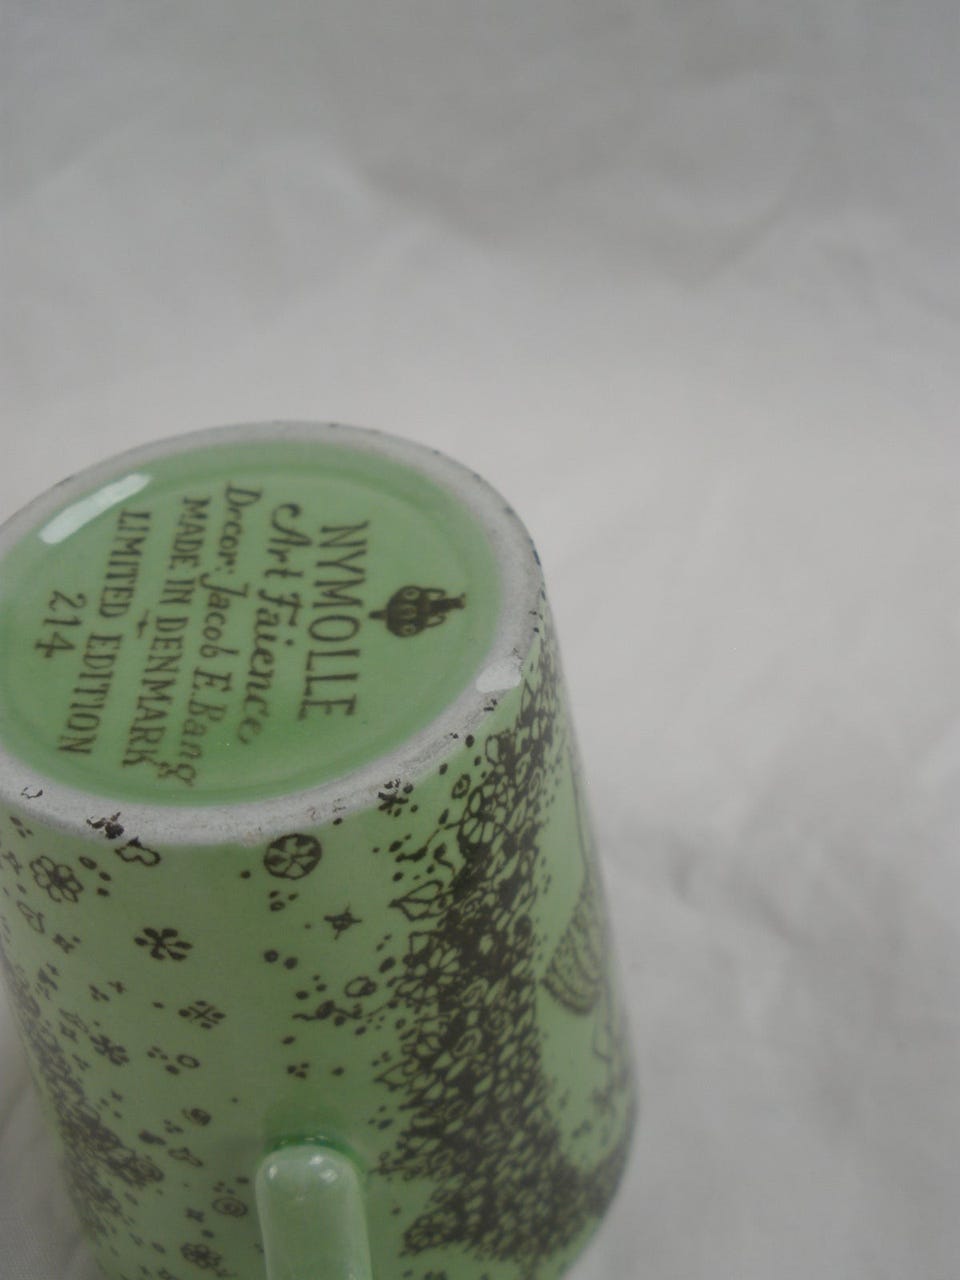 NYMOLLE
Art Faience
Decor: Jacob E. Bang
MADE IN DENMARK
LIMITED EDITION
214